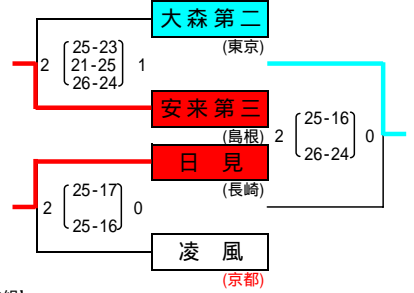 大森第二
(東京)
2
25-23
21-25
26-24
1
安来第三
(島根)
2
25-16
26-24
0
日見
(長崎)
2
25-17
25-16
0
凌風
(京都)